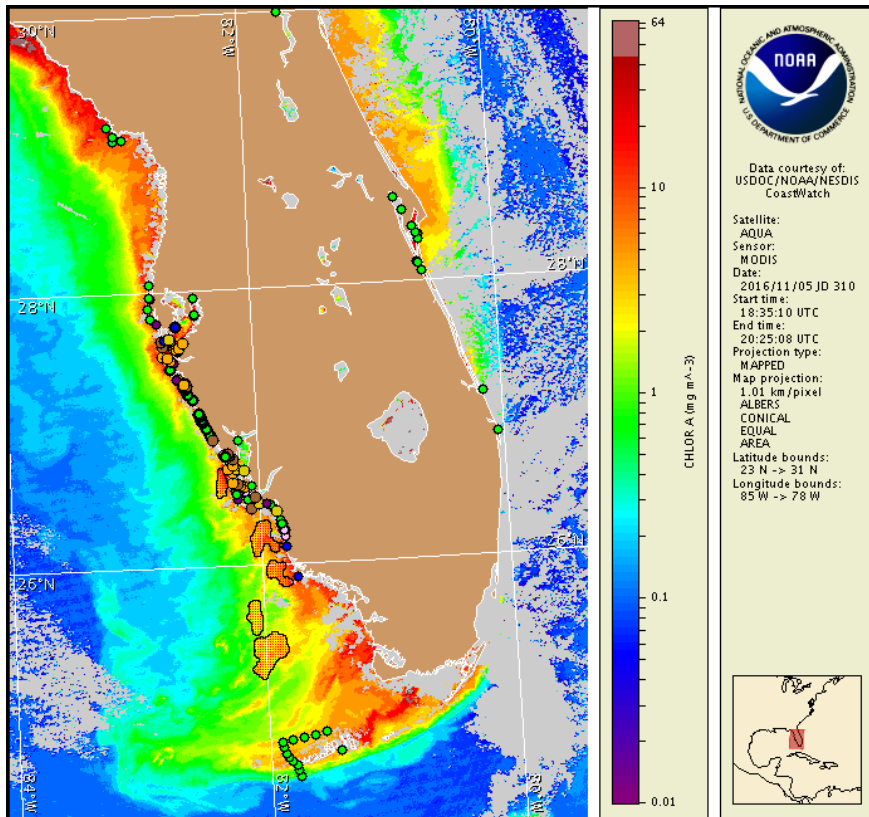 30°N
82°W
80°W
28°N
28°N
26°N
26°N
84°W
82°W
80°W
64
10
1
0.1
0.01
CHLOR A (mg m^-3)
NATIONAL OCEANIC AND ATMOSPHERIC ADMINISTRATION
NOAA
U.S. DEPARTMENT OF COMMERCE
Data courtesy of:
USDOC/NOAA/NESDIS
CoastWatch
Satellite:
AQUA
Sensor:
MODIS
Date:
2016/11/05 JD 310
Start time:
18:35:10 UTC
End time:
20:25:08 UTC
Projection type:
MAPPED
Map projection:
1.01 km/pixel
ALBERS
CONICAL
EQUAL
AREA
Latitude bounds:
23 N -> 31 N
Longitude bounds:
85 W -> 78 W